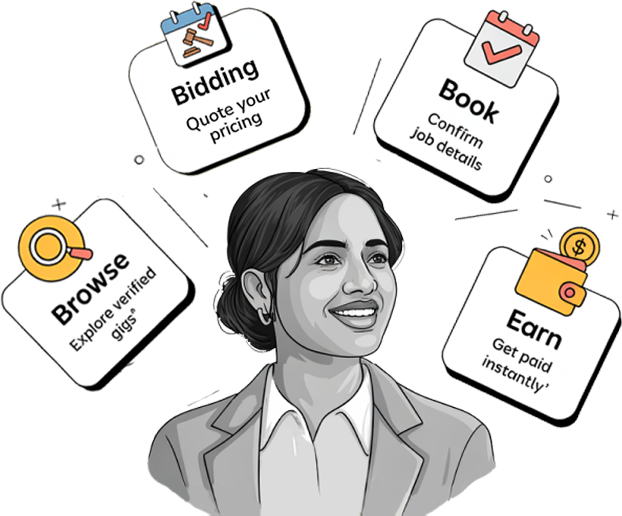 Browse
Explore verified
gigs*
Bidding
Quote your
pricing
Book
Confirm
job details
Earn
Get paid
instantly'